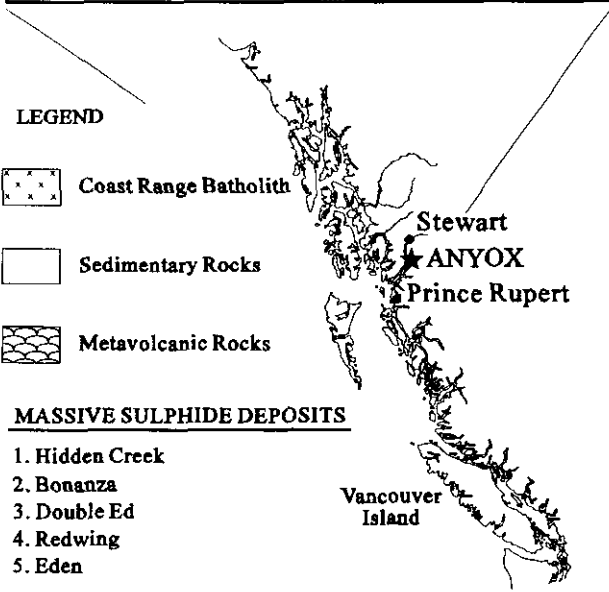 LEGEND
Coast Range Batholith
Sedimentary Rocks
Metavolcanic Rocks
MASSIVE SULPHIDE DEPOSITS
1. Hidden Creek
2. Bonanza
3. Double Ed
4. Redwing
5. Eden
Stewart
ANYOX
Prince Rupert
Vancouver
Island